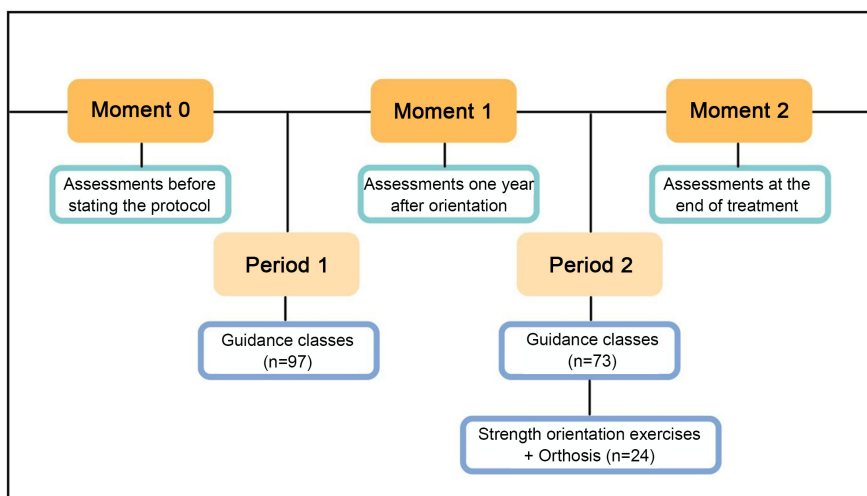 Moment 0
Moment 1
Moment 2
Assessments before
stating the protocol
Assessments one year
after orientation
Assessments at the
end of treatment
Period 1
Period 2
Guidance classes
(n=97)
Guidance classes
(n=73)
Strength orientation exercises
+ Orthosis (n=24)